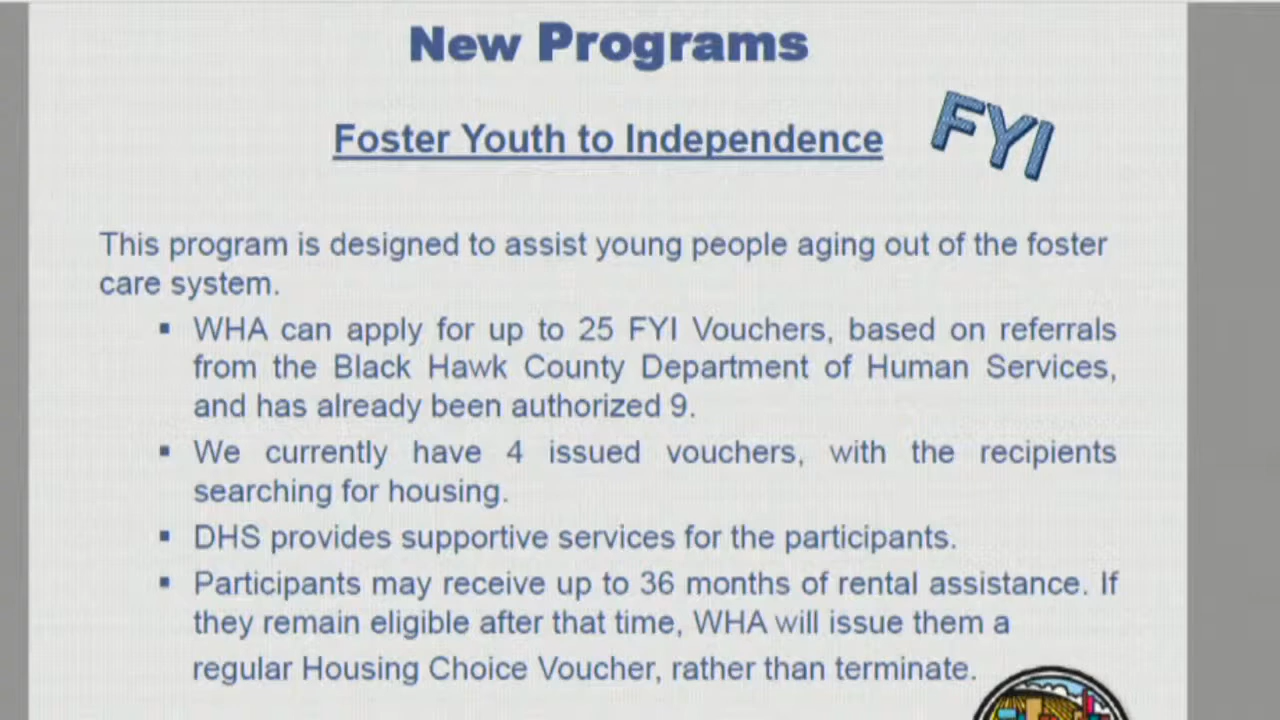 New Programs
Foster Youth to Independence
FYI
This program is designed to assist young people aging out of the foster
care system.
▪ WHA can apply for up to 25 FYI Vouchers, based on referrals
from the Black Hawk County Department of Human Services,
and has already been authorized 9.
▪ We currently have 4 issued vouchers, with the recipients
searching for housing.
▪ DHS provides supportive services for the participants.
▪ Participants may receive up to 36 months of rental assistance. If
they remain eligible after that time, WHA will issue them a
regular Housing Choice Voucher, rather than terminate.